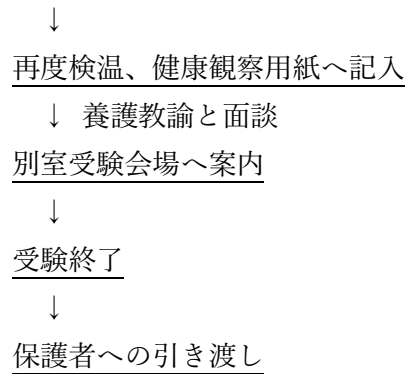 ↓
再度検温、健康観察用紙へ記入
↓ 養護教諭と面談
別室受験会場へ案内
↓
受験終了
↓
保護者への引き渡し